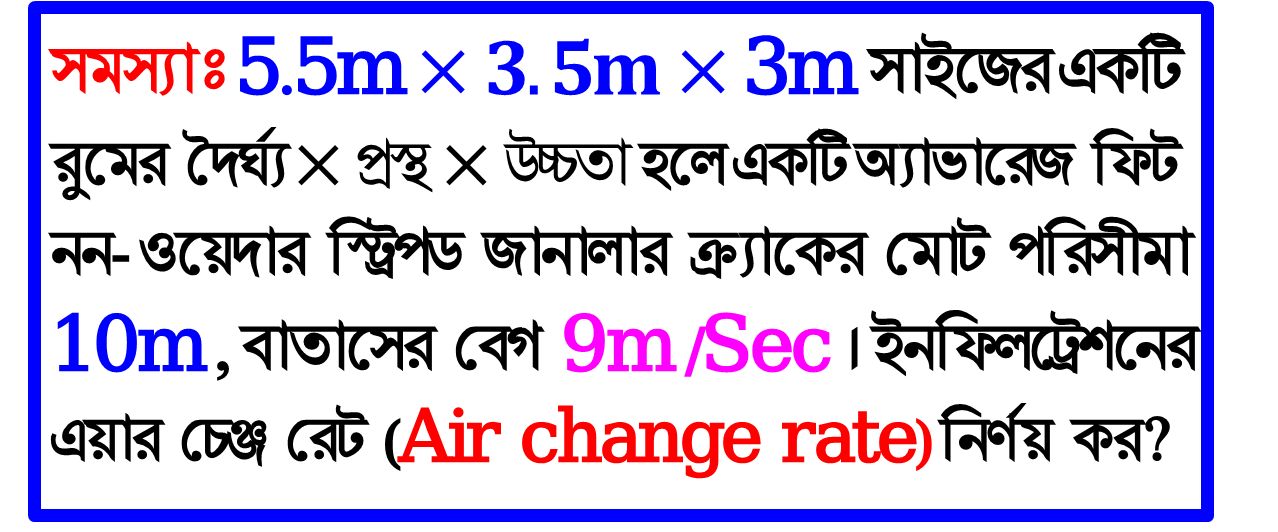 সমস্যাঃ 5.5m × 3.5m × 3m সাইজের একটি
রুমের দৈর্ঘ্য × প্রস্থ × উচ্চতা হলে একটি অ্যাভারেজ ফিট
নন-ওয়েদার স্ট্রিপড জানালার ক্র্যাকের মোট পরিসীমা
10m, বাতাসের বেগ 9m/Sec। ইনফিলট্রেশনের
এয়ার চেঞ্জ রেট (Air change rate) নির্ণয় কর?